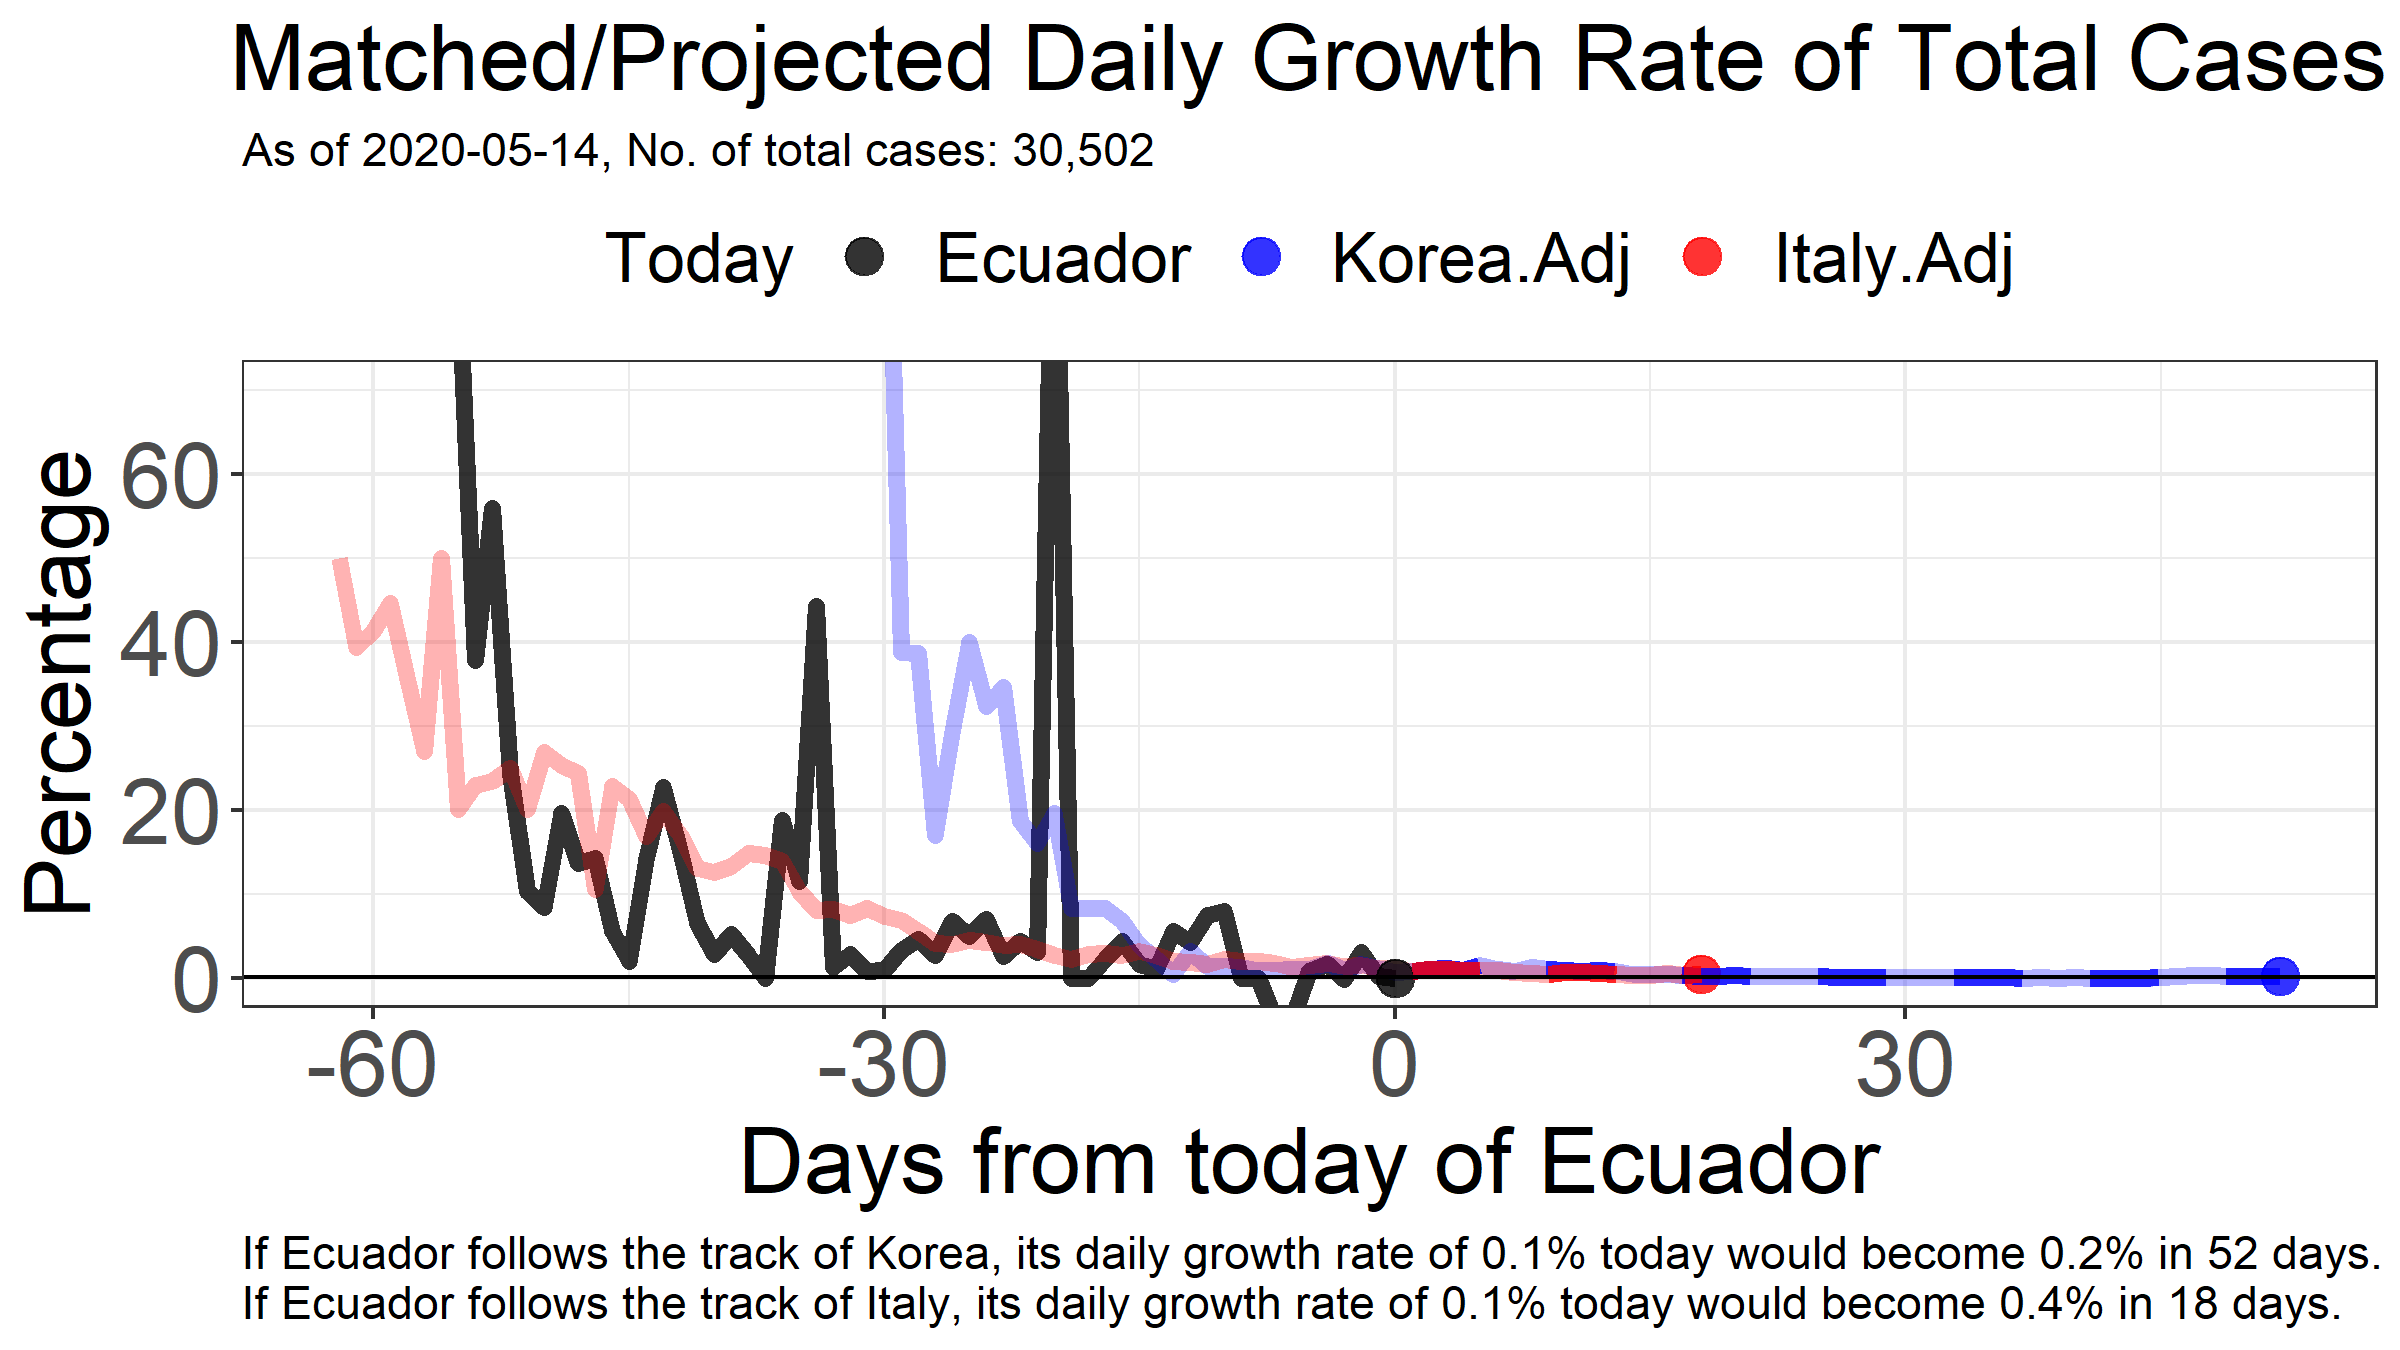 Matched/Projected Daily Growth Rate of Total Cases
As of 2020-05-14, No. of total cases: 30,502
Today Ecuador Korea.Adj Italy.Adj
Percentage
60
40
20
0
-60 -30 0 30
Days from today of Ecuador
If Ecuador follows the track of Korea, its daily growth rate of 0.1% today would become 0.2% in 52 days.
If Ecuador follows the track of Italy, its daily growth rate of 0.1% today would become 0.4% in 18 days.